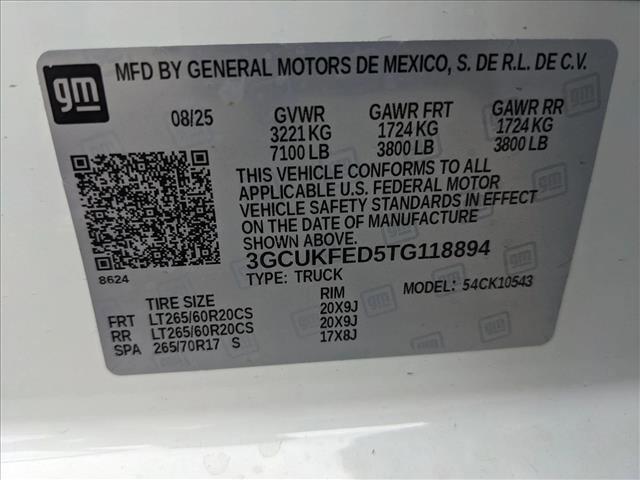 gm
MFD BY GENERAL MOTORS DE MEXICO, S. DE R.L. DE C.V.
08/25 GVWR GAWR FRT GAWR RR
3221 KG 1724 KG 1724 KG
7100 LB 3800 LB 3800 LB
THIS VEHICLE CONFORMS TO ALL
APPLICABLE U.S. FEDERAL MOTOR
VEHICLE SAFETY STANDARDS IN EFFECT
ON THE DATE OF MANUFACTURE
SHOWN ABOVE.
3GCUKFED5TG118894
8624
TYPE: TRUCK MODEL: 54CK10543
TIRE SIZE RIM
FRT LT265/60R20CS 20X9J
RR LT265/60R20CS 20X9J
SPA 265/70R17 S 17X8J